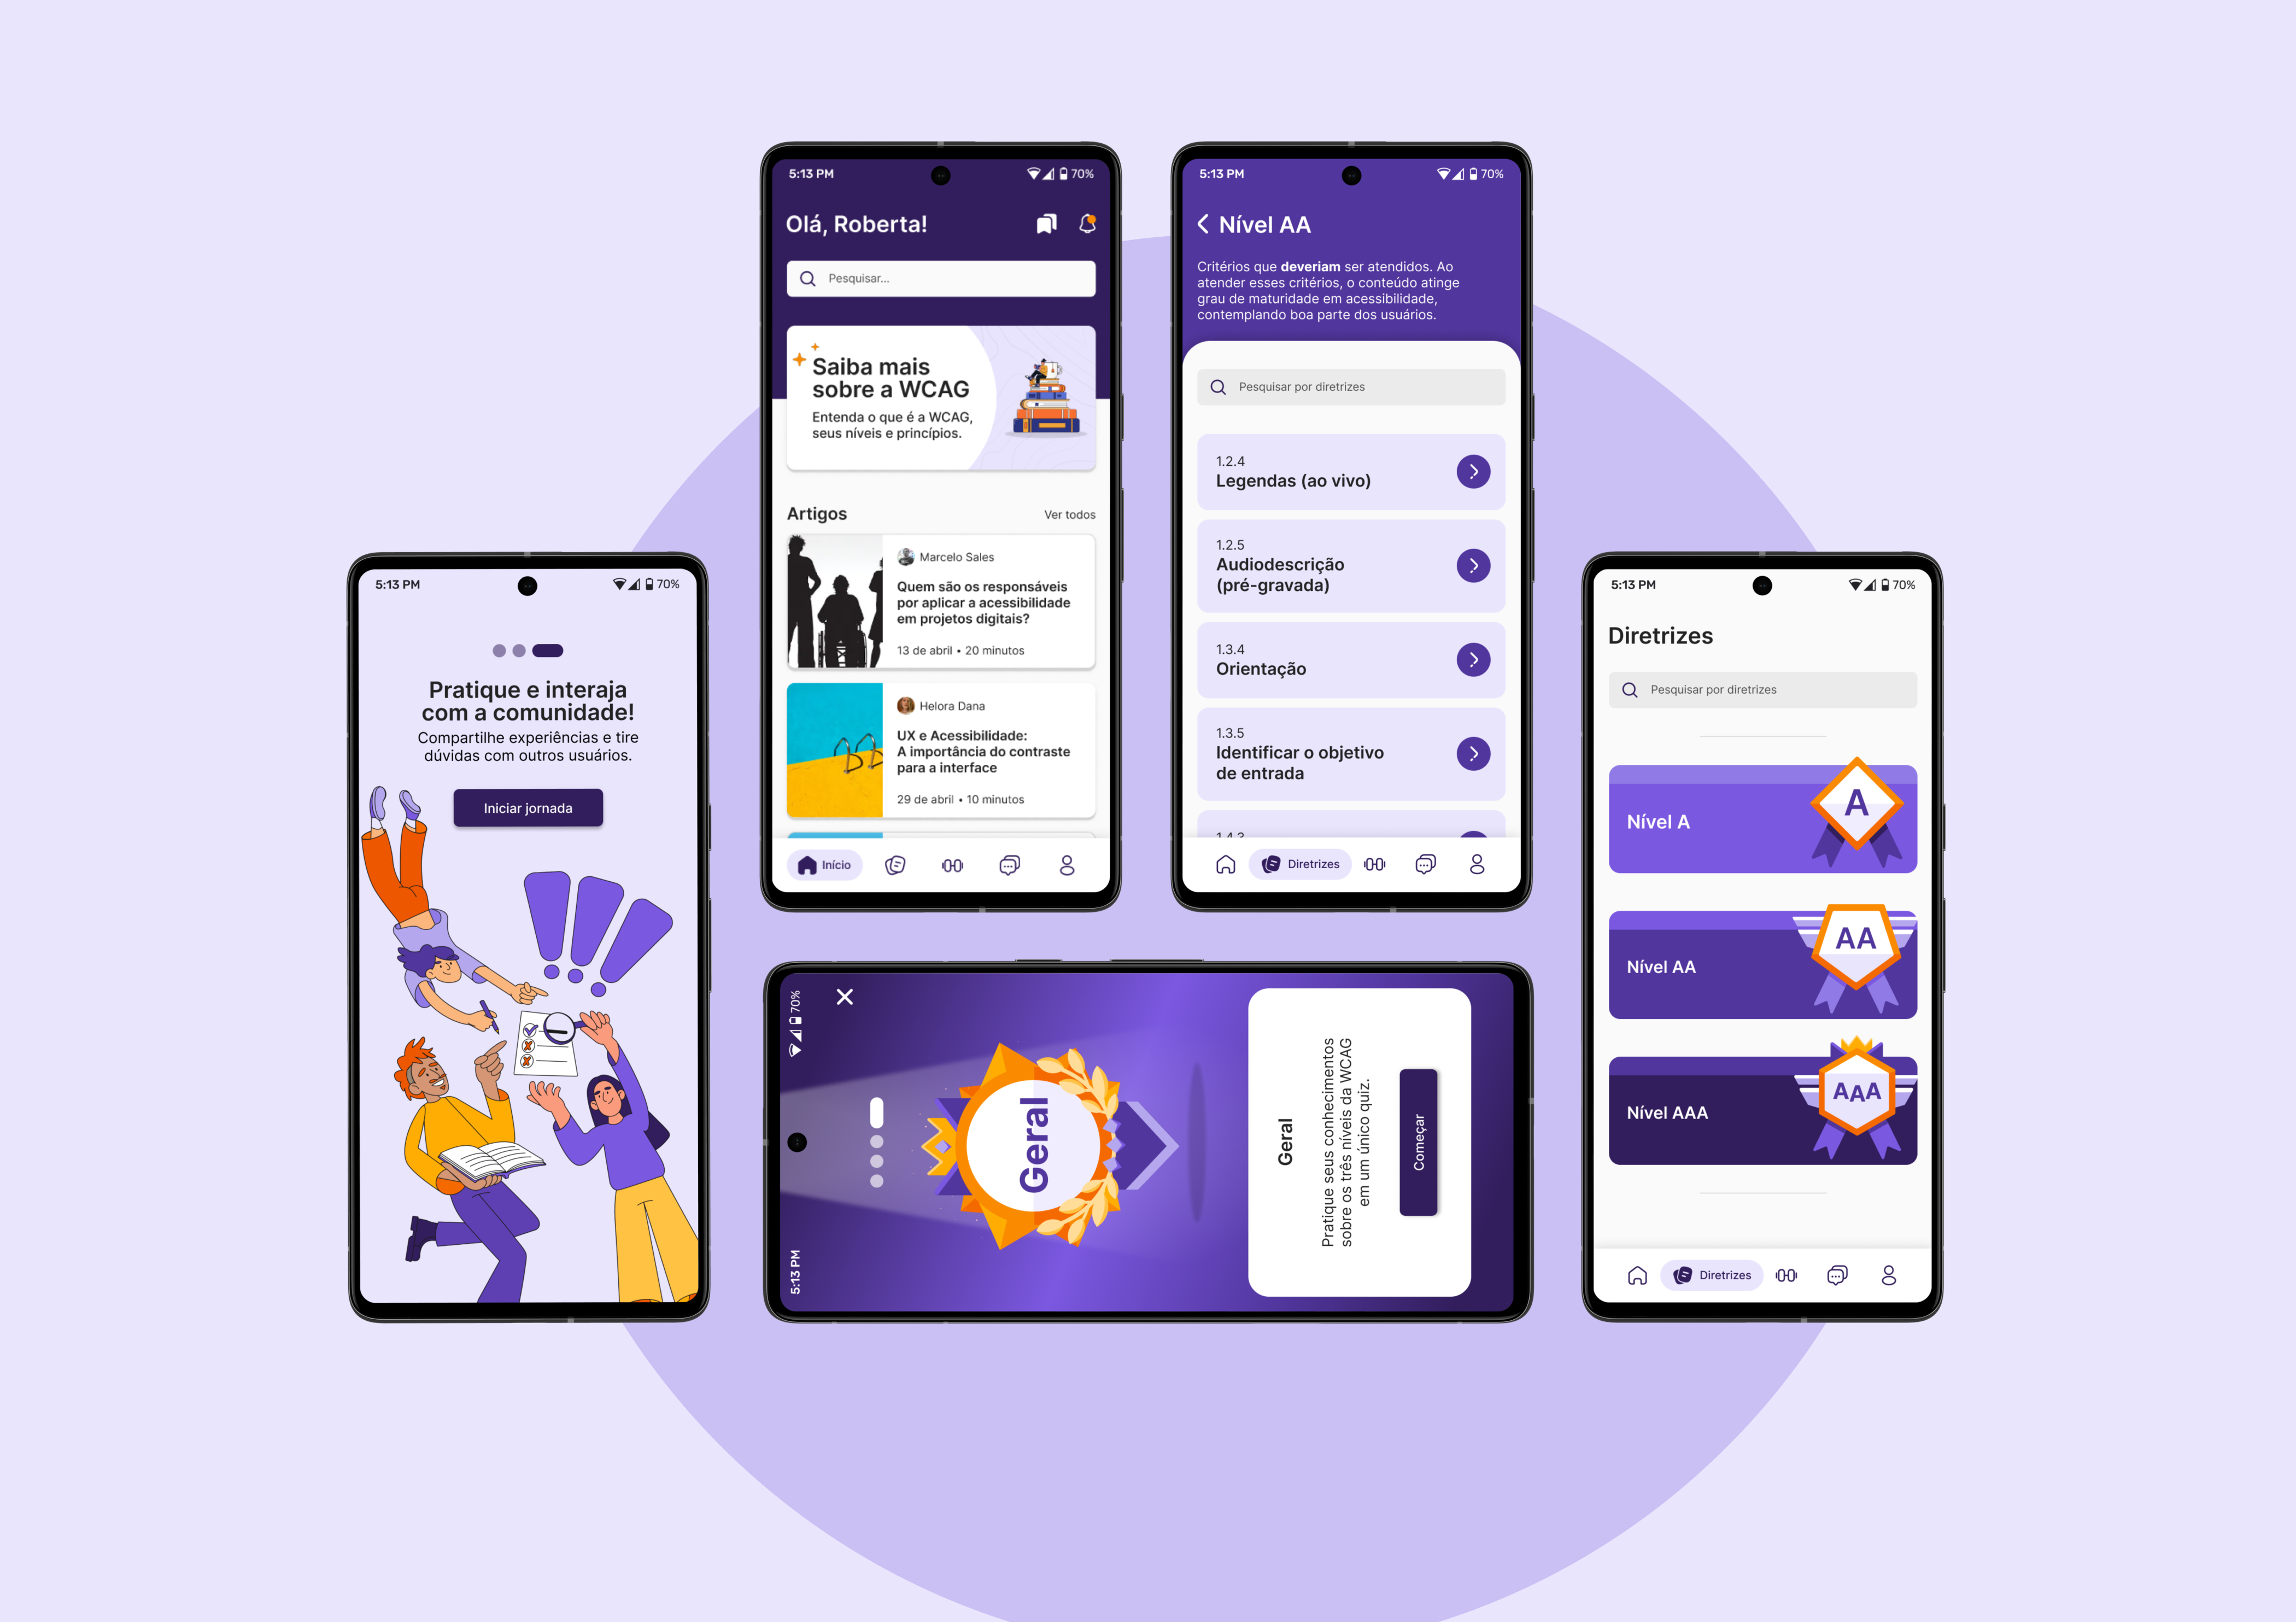 5:13 PM
70%
Pratique e interaja
com a comunidade!
Compartilhe experiências e tire
dúvidas com outros usuários.
Iniciar jornada
5:13 PM
70%
Olá, Roberta!
Pesquisar...
Saiba mais
sobre a WCAG
Entenda o que é a WCAG,
seus níveis e princípios.
Artigos
Ver todos
Marcelo Sales
Quem são os responsáveis
por aplicar a acessibilidade
em projetos digitais?
13 de abril • 20 minutos
Helora Dana
UX e Acessibilidade:
A importância do contraste
para a interface
29 de abril • 10 minutos
Início
5:13 PM
70%
Nível AA
Critérios que deveriam ser atendidos. Ao
atender esses critérios, o conteúdo atinge
grau de maturidade em acessibilidade,
contemplando boa parte dos usuários.
Pesquisar por diretrizes
1.2.4
Legendas (ao vivo)
1.2.5
Audiodescrição
(pré-gravada)
1.3.4
Orientação
1.3.5
Identificar o objetivo
de entrada
1.4.3
Diretrizes
5:13 PM
70%
Geral
Geral
Pratique seus conhecimentos
sobre os três níveis da WCAG
em um único quiz.
Começar
5:13 PM
70%
Diretrizes
Pesquisar por diretrizes
Nível A
A
Nível AA
AA
Nível AAA
AAA
Diretrizes